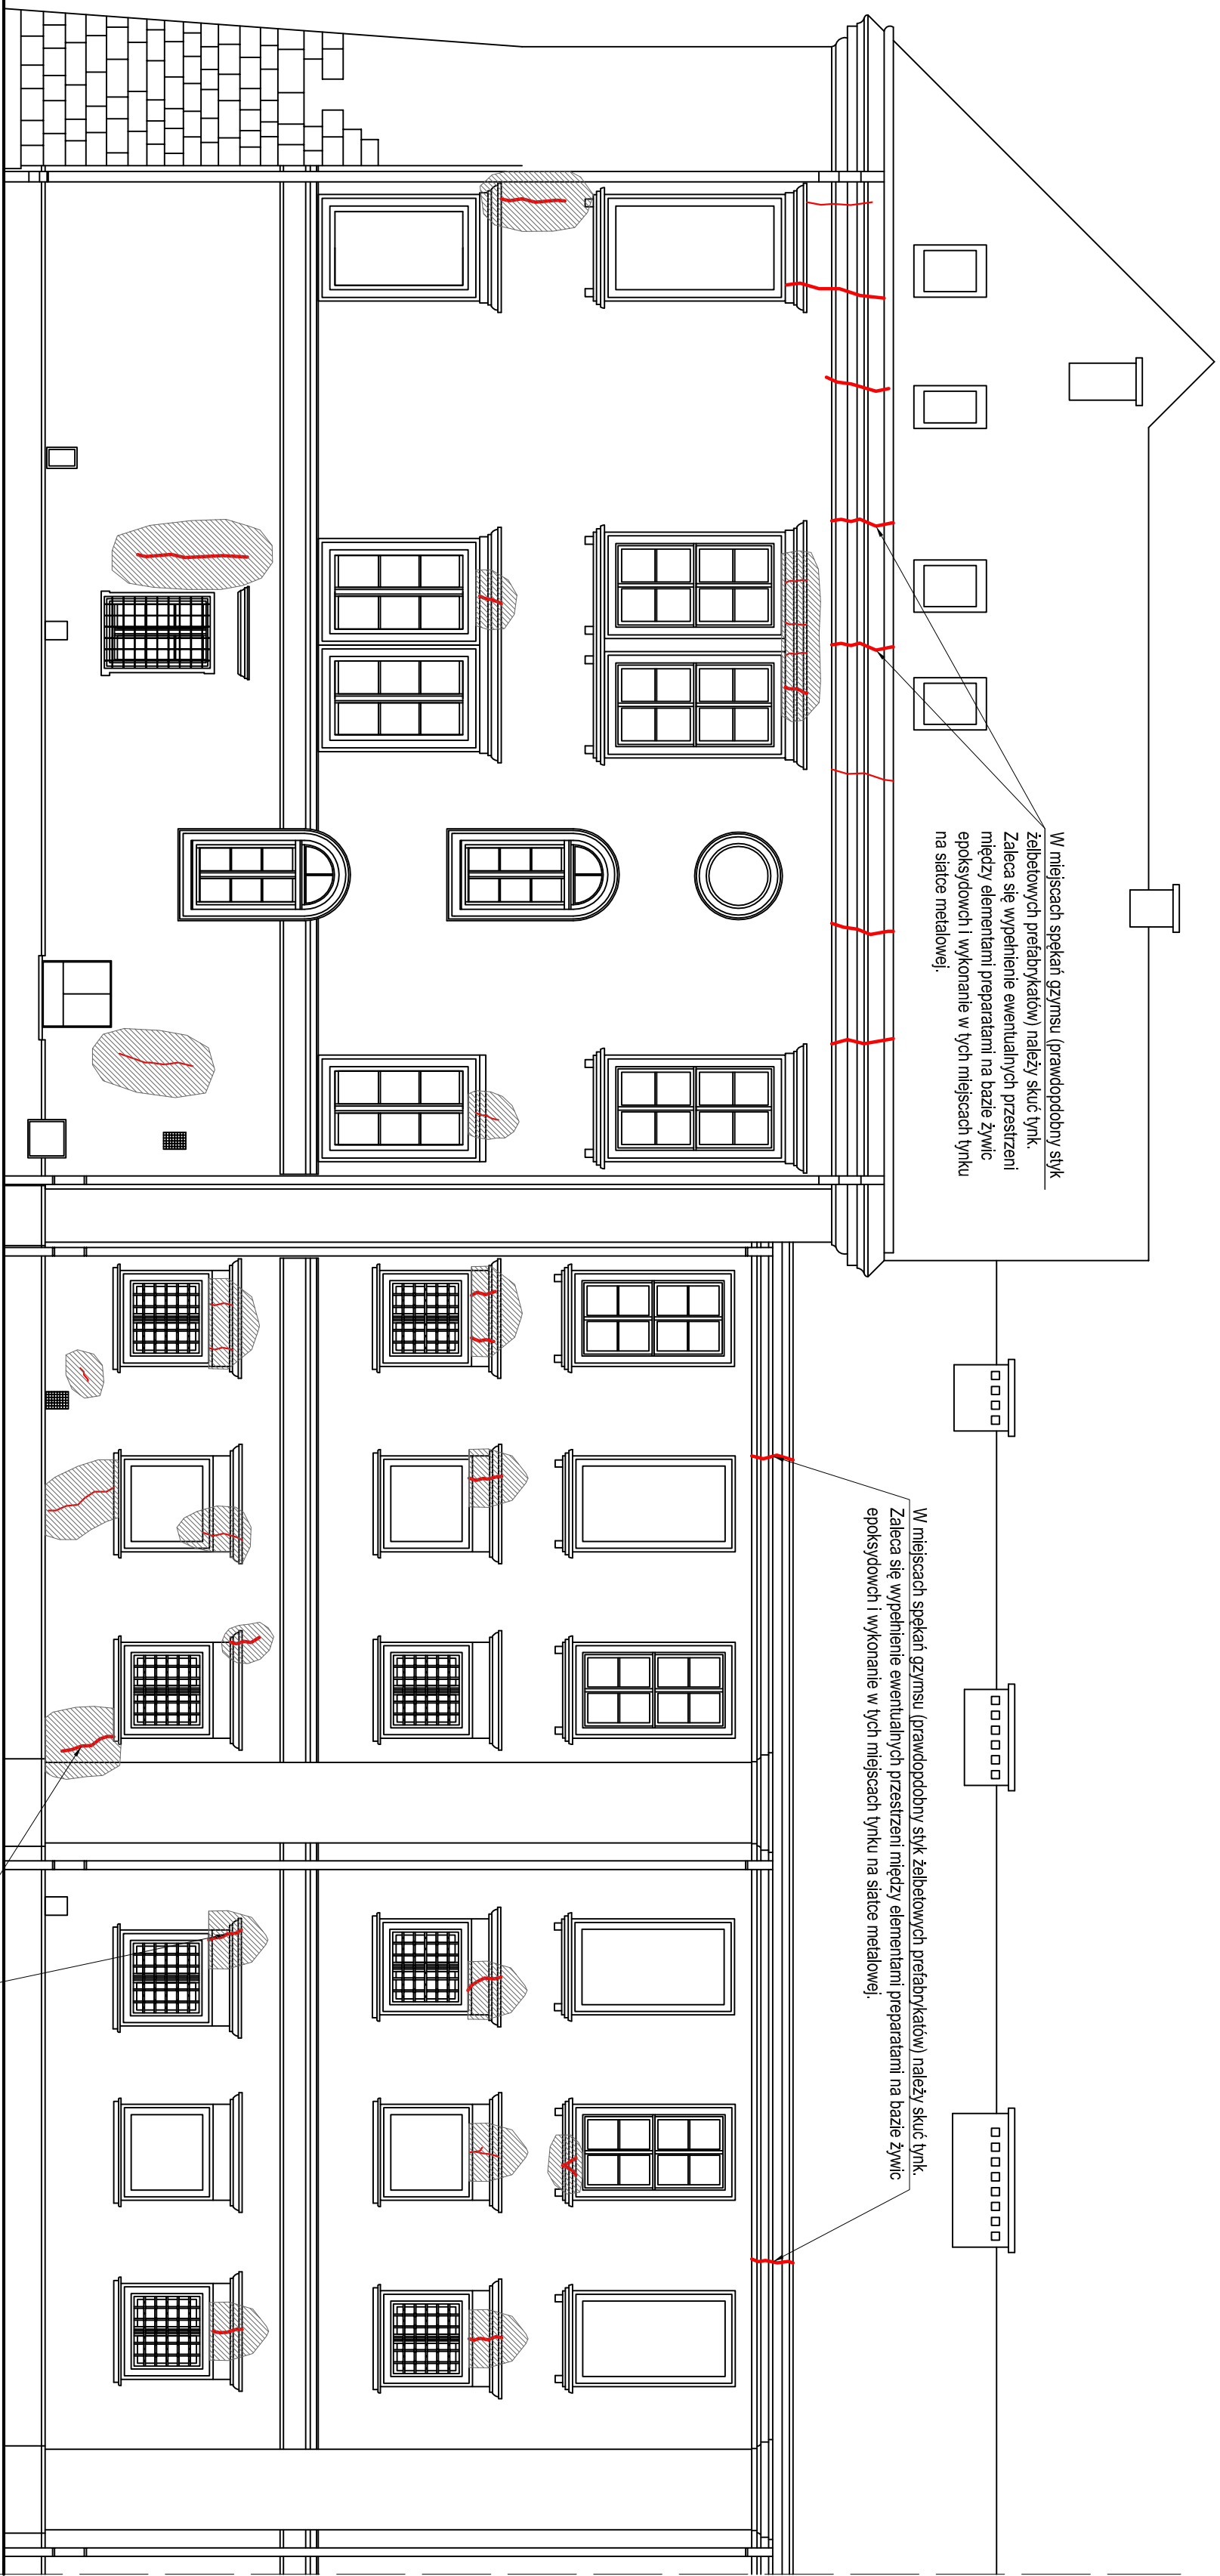 W miejscach spękań gzymsu (prawdopdobny styk
żelbetowych prefabrykatów) należy skuć tynk.
Zaleca się wypełnienie ewentualnych przestrzeni
między elementami preparatami na bazie żywic
epoksydowch i wykonanie w tych miejscach tynku
na siatce metalowej.
W miejscach spękań gzymsu (prawdopdobny styk żelbetowych prefabrykatów) należy skuć tynk.
Zaleca się wypełnienie ewentualnych przestrzeni między elementami preparatami na bazie żywic
epoksydowch i wykonanie w tych miejscach tynku na siatce metalowej.